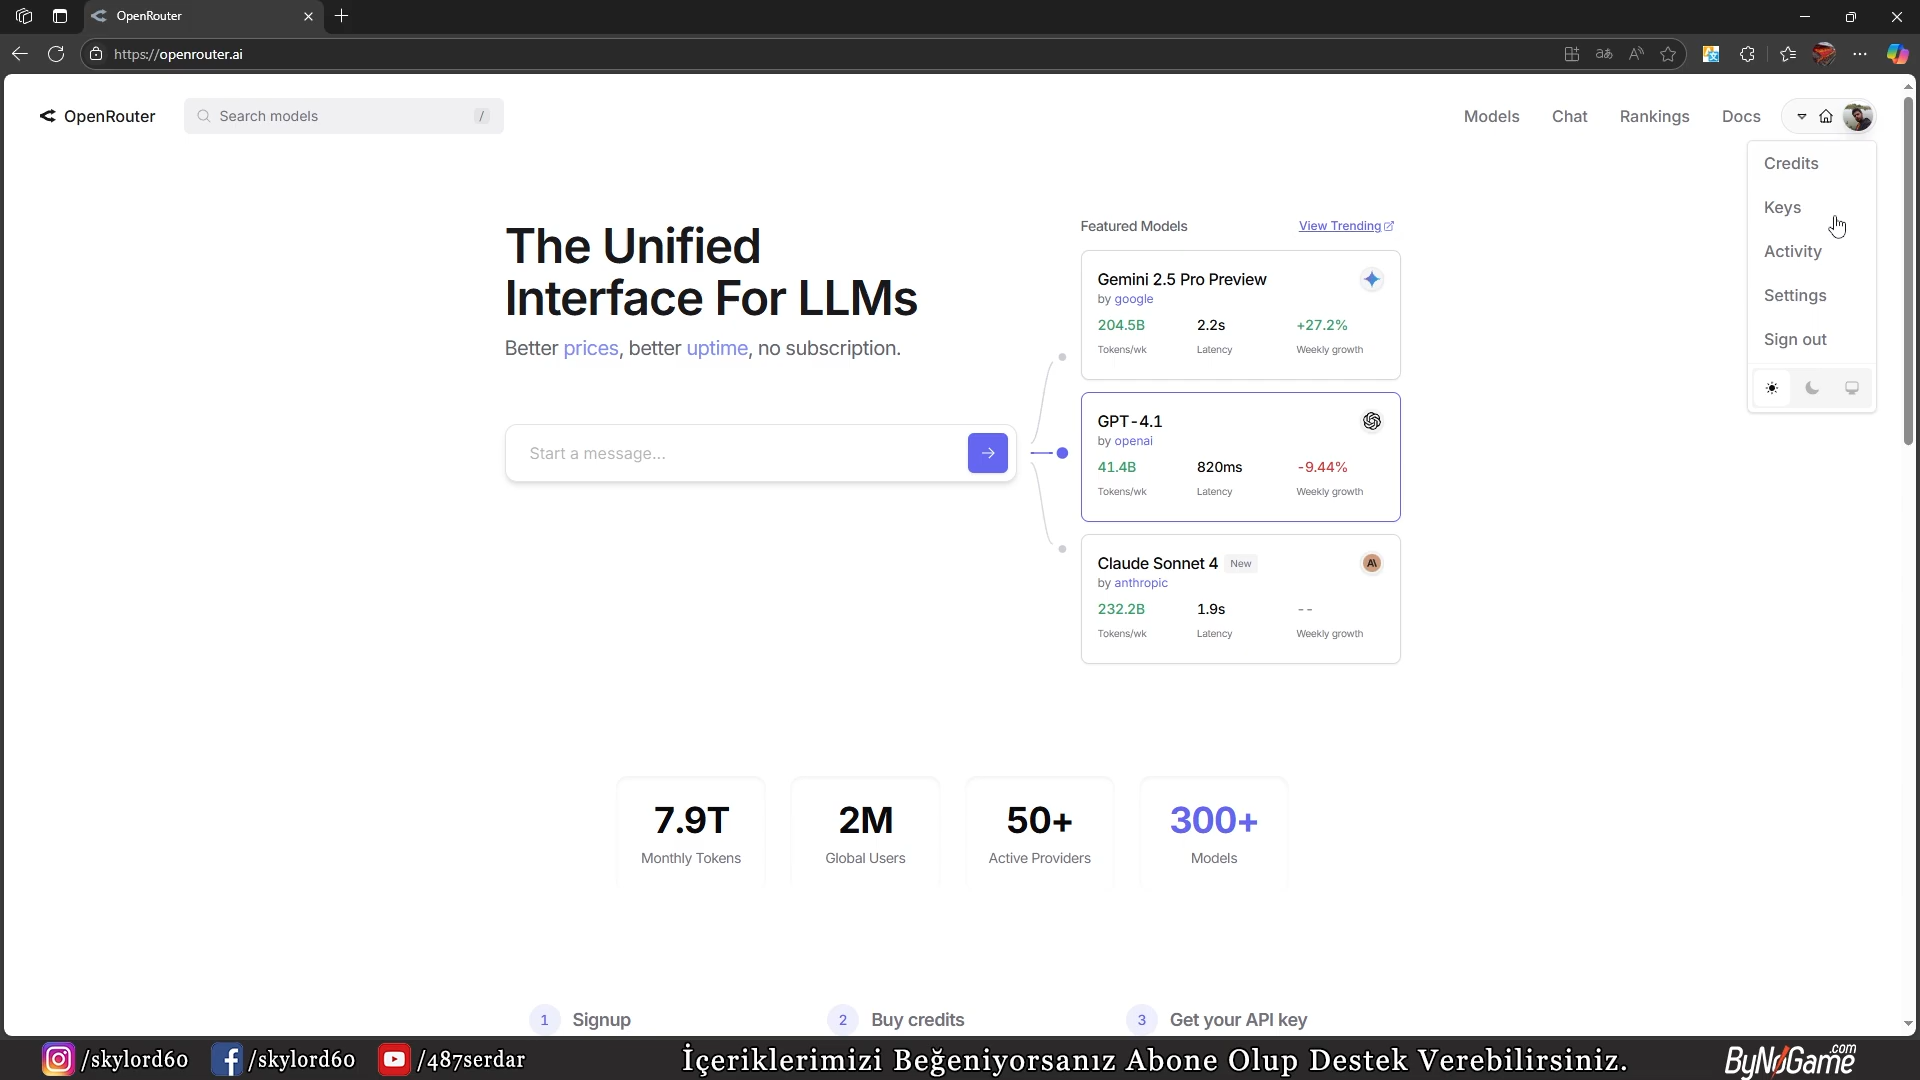 OpenRouter
https://openrouter.ai
OpenRouter
Search models
/
Models
Chat
Rankings
Docs
Credits
Keys
Activity
Settings
Sign out
The Unified
Interface For LLMs
Better prices, better uptime, no subscription.
Start a message...
Featured Models
View Trending
Gemini 2.5 Pro Preview
by google
204.5B 2.2s +27.2%
Tokens/wk Latency Weekly growth
GPT-4.1
by openai
41.4B 820ms -9.44%
Tokens/wk Latency Weekly growth
Claude Sonnet 4 New
by anthropic
232.2B 1.9s --
Tokens/wk Latency Weekly growth
7.9T
Monthly Tokens
2M
Global Users
50+
Active Providers
300+
Models
1 Signup
2 Buy credits
3 Get your API key
/skylord60
/skylord60
/487serdar
İçeriklerimizi Beğeniyorsanız Abone Olup Destek Verebilirsiniz.
ByNoGame.com